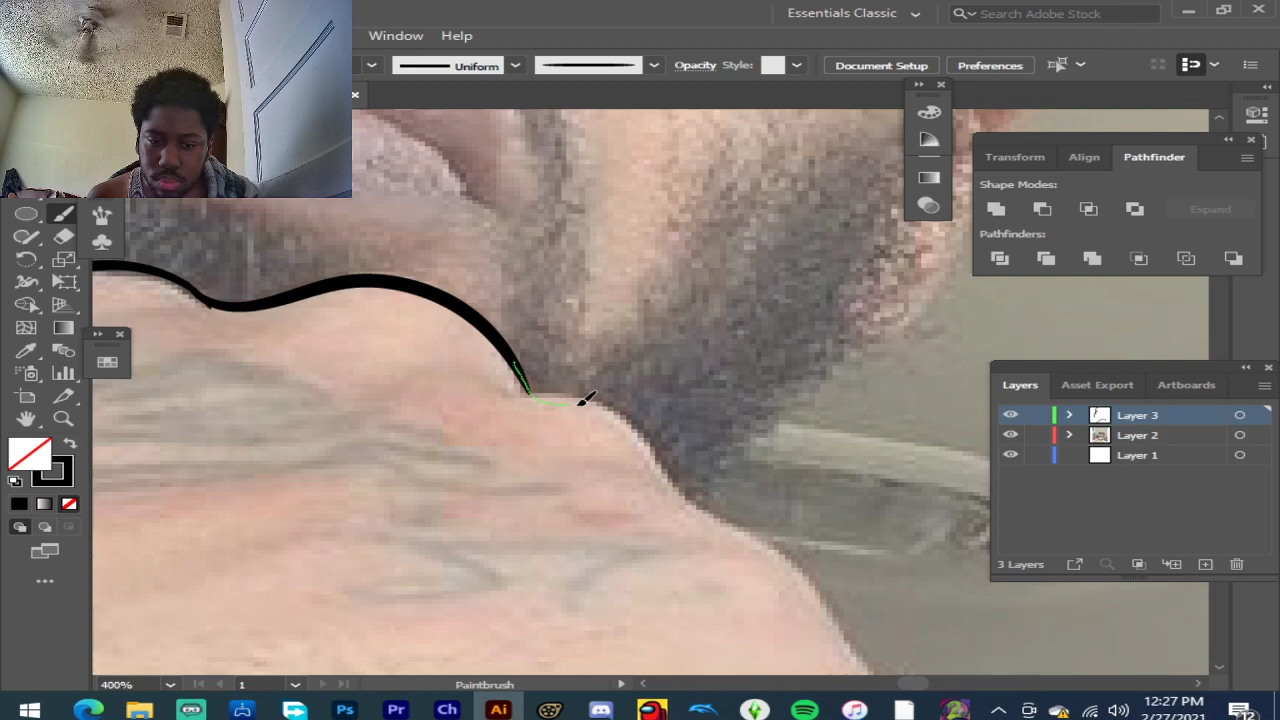 Essentials Classic
Search Adobe Stock
Window Help
Uniform
Opacity Style:
Document Setup
Preferences
Transform Align Pathfinder
Shape Modes:
Expand
Pathfinders:
Layers Asset Export Artboards
Layer 3
Layer 2
Layer 1
3 Layers
400%
1
Paintbrush
Ps
Pr
Ch
Ai
12:27 PM
2/27/2021